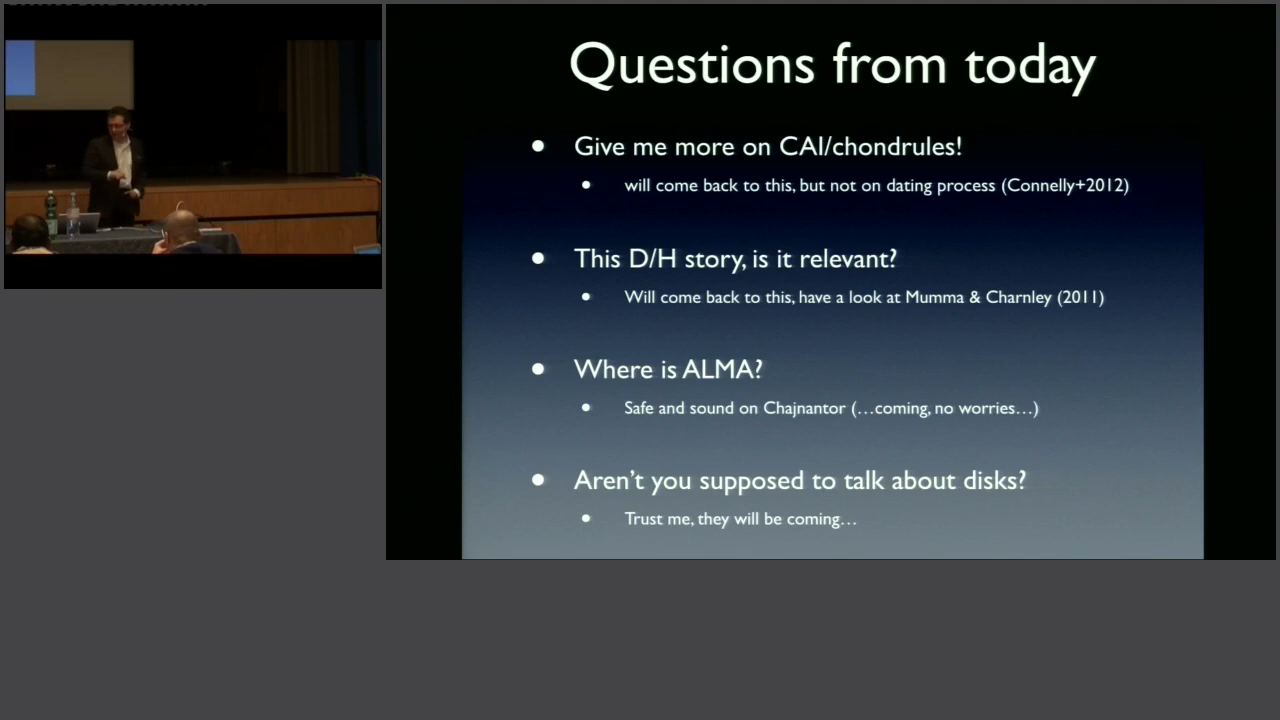 Questions from today
Give me more on CAI/chondrules!
will come back to this, but not on dating process (Connelly+2012)
This D/H story, is it relevant?
Will come back to this, have a look at Mumma & Charnley (2011)
Where is ALMA?
Safe and sound on Chajnantor (…coming, no worries…)
Aren’t you supposed to talk about disks?
Trust me, they will be coming…